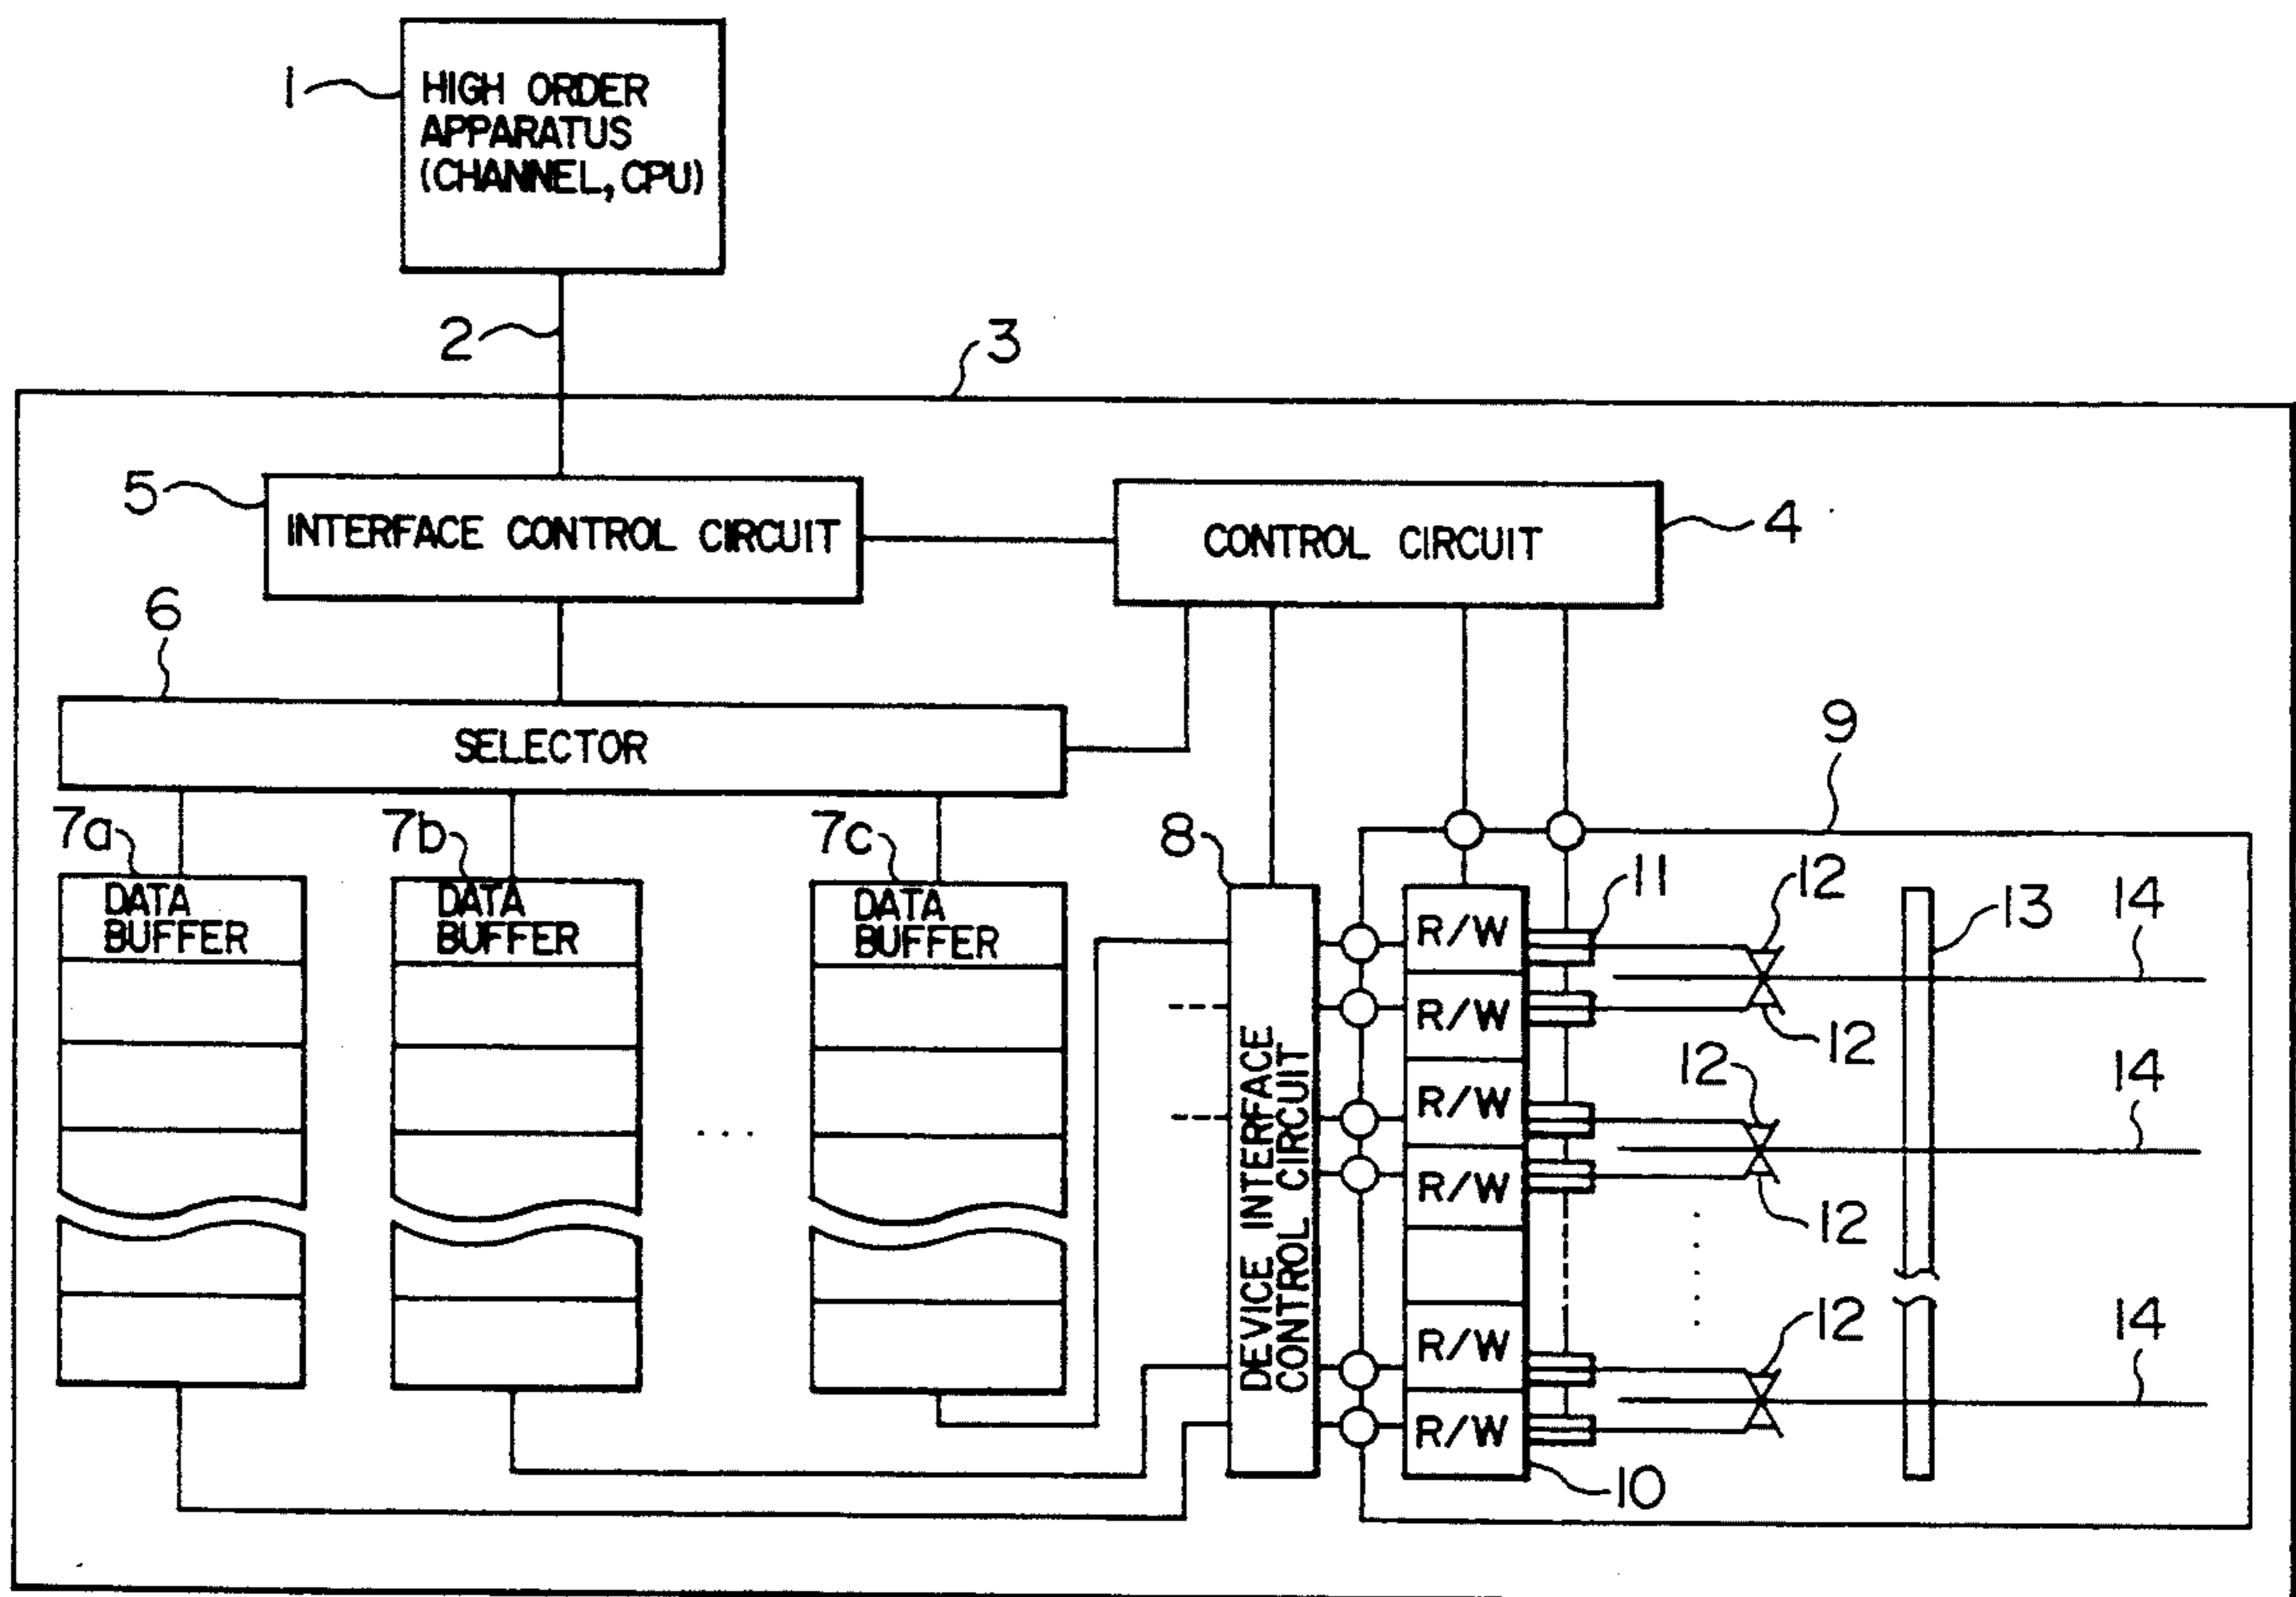 1
HIGH ORDER
APPARATUS
(CHANNEL, CPU)
2
3
5
INTERFACE CONTROL CIRCUIT
CONTROL CIRCUIT
4
6
SELECTOR
9
7a
7b
7c
8
DATA
BUFFER
DATA
BUFFER
DATA
BUFFER
DEVICE INTERFACE
CONTROL CIRCUIT
R/W
R/W
R/W
R/W
R/W
R/W
11
12
13
14
12
12
14
12
12
14
10